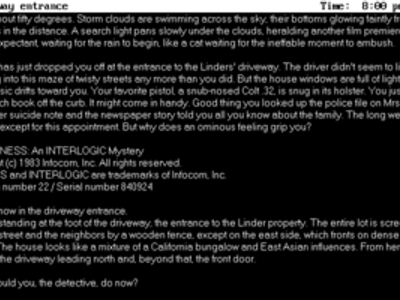 way entrance Time: 8:00 p
bout fifty degrees. Storm clouds are swimming across the sky, their bottoms glowing faintly fr
s in the distance. A search light pans slowly under the clouds, heralding another film premier
expectant, waiting for the rain to begin, like a cat waiting for the ineffable moment to ambush.
has just dropped you off at the entrance to the Linders' driveway. The driver didn't seem to li
g into this maze of twisty streets any more than you did. But the house windows are full of light
sic drifts toward you. Your favorite pistol, a snub-nosed Colt .32, is snug in its holster. You jus
ch book off the curb. It might come in handy. Good thing you looked up the police file on Mrs
er suicide note and the newspaper story told you all you know about the family. The long we
except for this appointment. But why does an ominous feeling grip you?
NESS: An INTERLOGIC Mystery
t (c) 1983 Infocom, Inc. All rights reserved.
S and INTERLOGIC are trademarks of Infocom, Inc.
number 22 / Serial number 840924
now in the driveway entrance.
standing at the foot of the driveway, the entrance to the Linder property. The entire lot is scre
street and the neighbors by a wooden fence, except on the east side, which fronts on dense
The house looks like a mixture of a California bungalow and East Asian influences. From her
the driveway leading north and, beyond that, the front door.
ould you, the detective, do now?